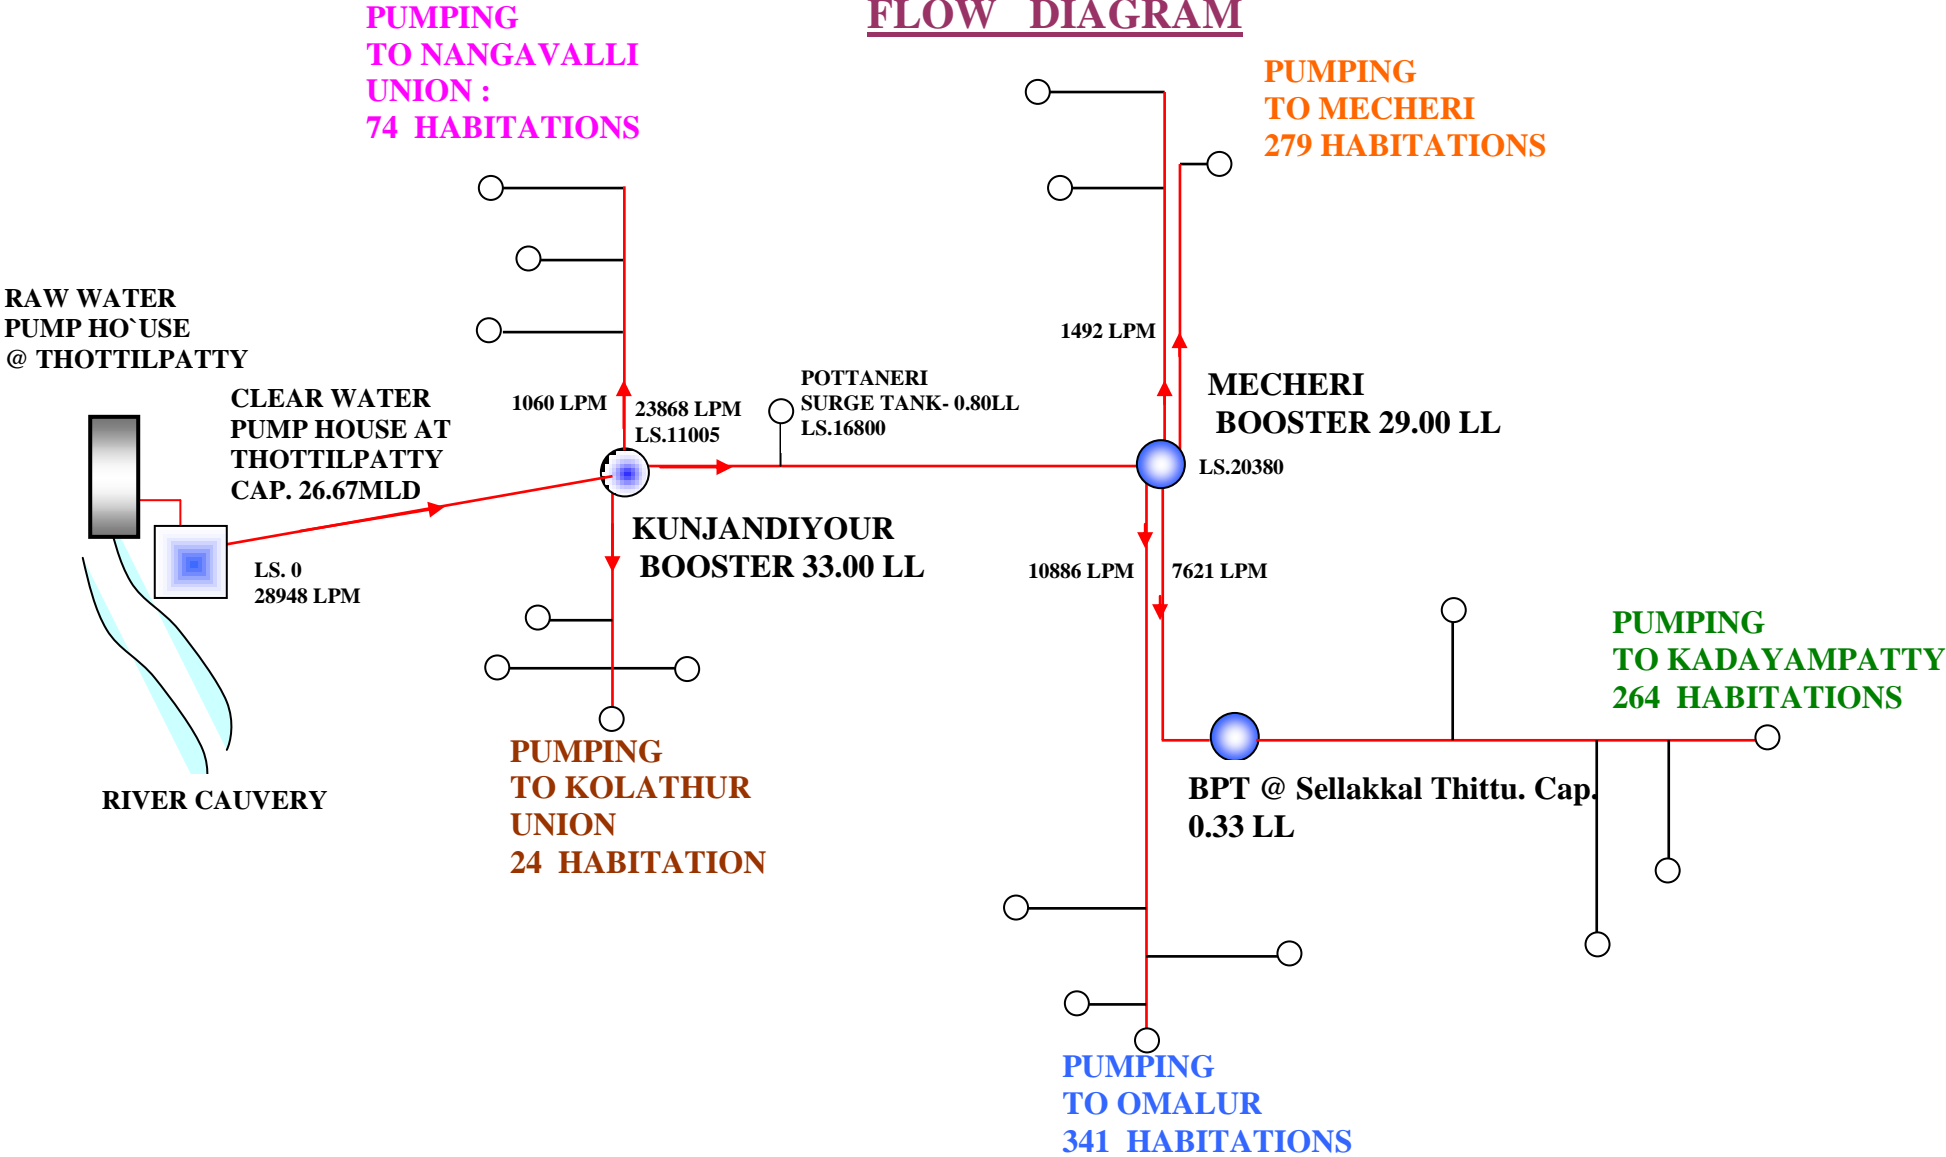 FLOW DIAGRAM
PUMPING
TO NANGAVALLI
UNION :
74 HABITATIONS
PUMPING
TO MECHERI
279 HABITATIONS
RAW WATER
PUMP HO`USE
@ THOTTILPATTY
CLEAR WATER
PUMP HOUSE AT
THOTTILPATTY
CAP. 26.67MLD
1060 LPM
23868 LPM
LS.11005
POTTANERI
SURGE TANK- 0.80LL
LS.16800
1492 LPM
MECHERI
BOOSTER 29.00 LL
LS.20380
KUNJANDIYOUR
BOOSTER 33.00 LL
LS. 0
28948 LPM
10886 LPM
7621 LPM
PUMPING
TO KADAYAMPATTY
264 HABITATIONS
RIVER CAUVERY
PUMPING
TO KOLATHUR
UNION
24 HABITATION
BPT @ Sellakkal Thittu. Cap.
0.33 LL
PUMPING
TO OMALUR
341 HABITATIONS